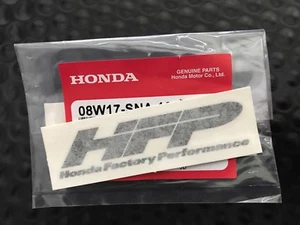 HONDA
GENUINE PARTS
Honda Motor Co., Ltd.
08W17-SNA
HFP
Honda Factory Performance